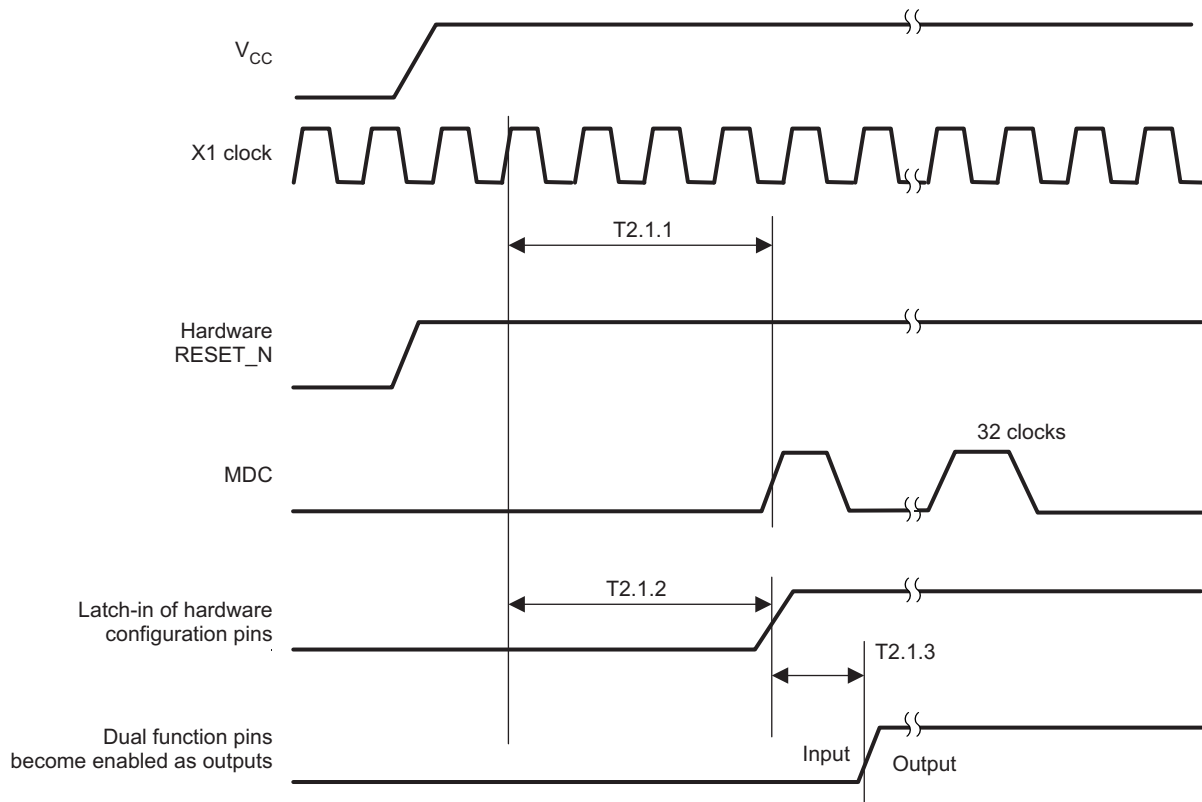 V_CC
X1 clock
T2.1.1
Hardware
RESET_N
32 clocks
MDC
T2.1.2
Latch-in of hardware
configuration pins
T2.1.3
Dual function pins
become enabled as outputs
Input
Output